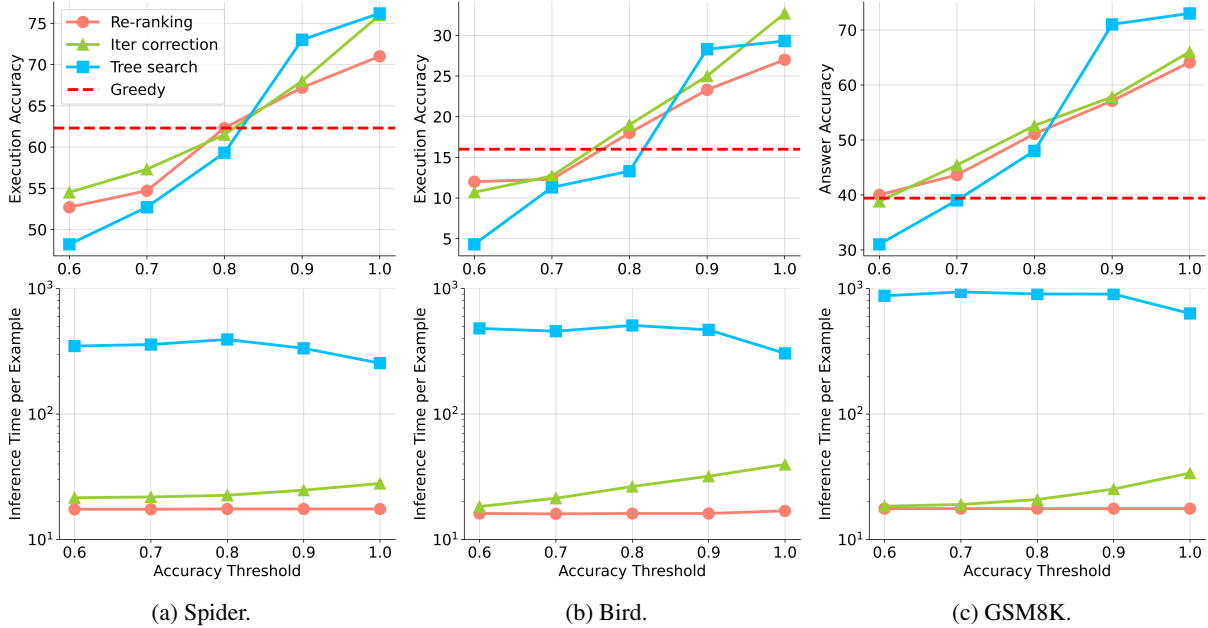 Re-ranking
Iter correction
Tree search
Greedy
Execution Accuracy
75
70
65
60
55
50
0.6 0.7 0.8 0.9 1.0
Execution Accuracy
30
25
20
15
10
5
0.6 0.7 0.8 0.9 1.0
Answer Accuracy
70
60
50
40
30
0.6 0.7 0.8 0.9 1.0
Inference Time per Example
10³
10²
10¹
0.6 0.7 0.8 0.9 1.0
Accuracy Threshold
Inference Time per Example
10³
10²
10¹
0.6 0.7 0.8 0.9 1.0
Accuracy Threshold
Inference Time per Example
10³
10²
10¹
0.6 0.7 0.8 0.9 1.0
Accuracy Threshold
(a) Spider.
(b) Bird.
(c) GSM8K.